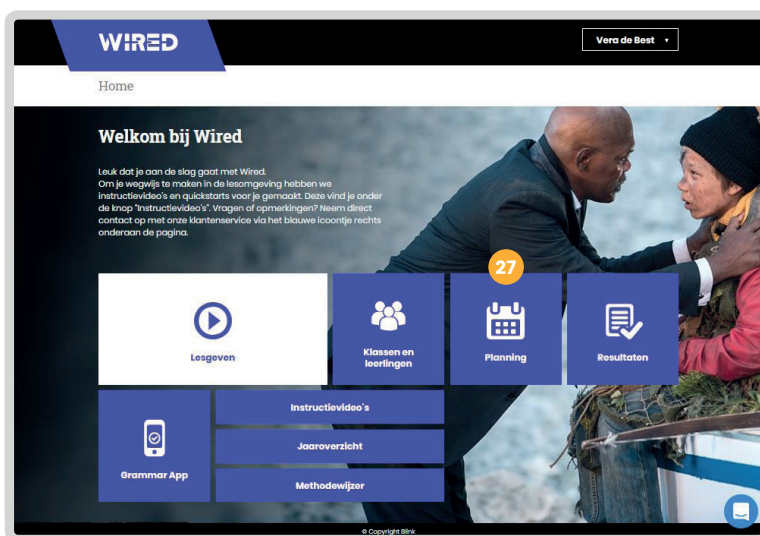 WIRED
Vera de Best
Home
Welkom bij Wired
Leuk dat je aan de slag gaat met Wired.
Om je wegwijs te maken in de lesomgeving hebben we
instructievideo's en quickstarts voor je gemaakt. Deze vind je onder
de knop "Instructievideo's". Vragen of opmerkingen? Neem direct
contact op met onze klantenservice via het blauwe icoontje rechts
onderaan de pagina.
27
Lesgeven
Klassen en
leerlingen
Planning
Resultaten
Grammar App
Instructievideo's
Jaaroverzicht
Methodewijzer
© Copyright Blink